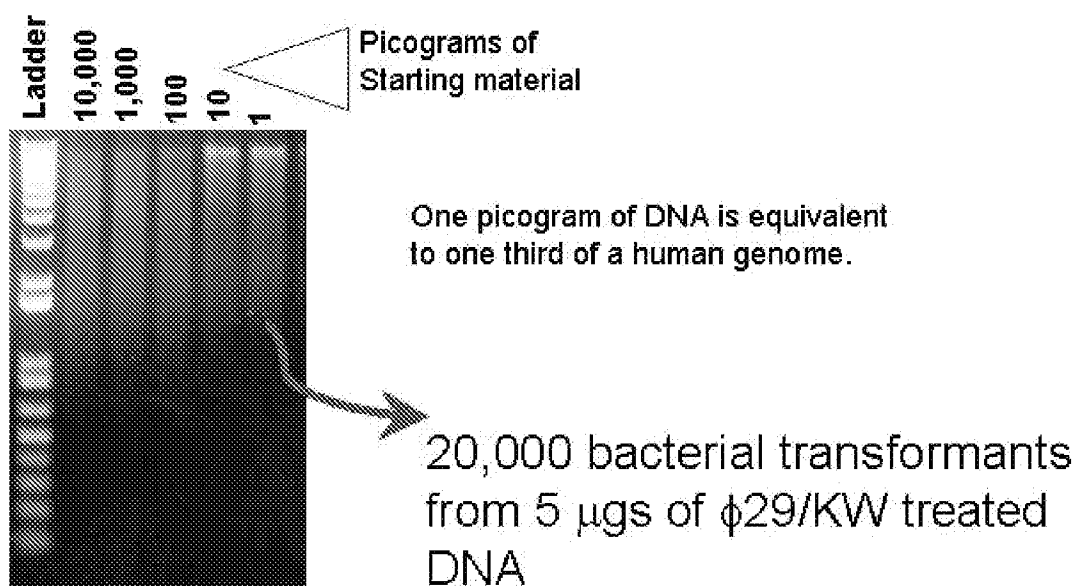 Ladder
10,000
1,000
100
10
1
Picograms of
Starting material
One picogram of DNA is equivalent
to one third of a human genome.
20,000 bacterial transformants
from 5 µgs of ϕ29/KW treated
DNA